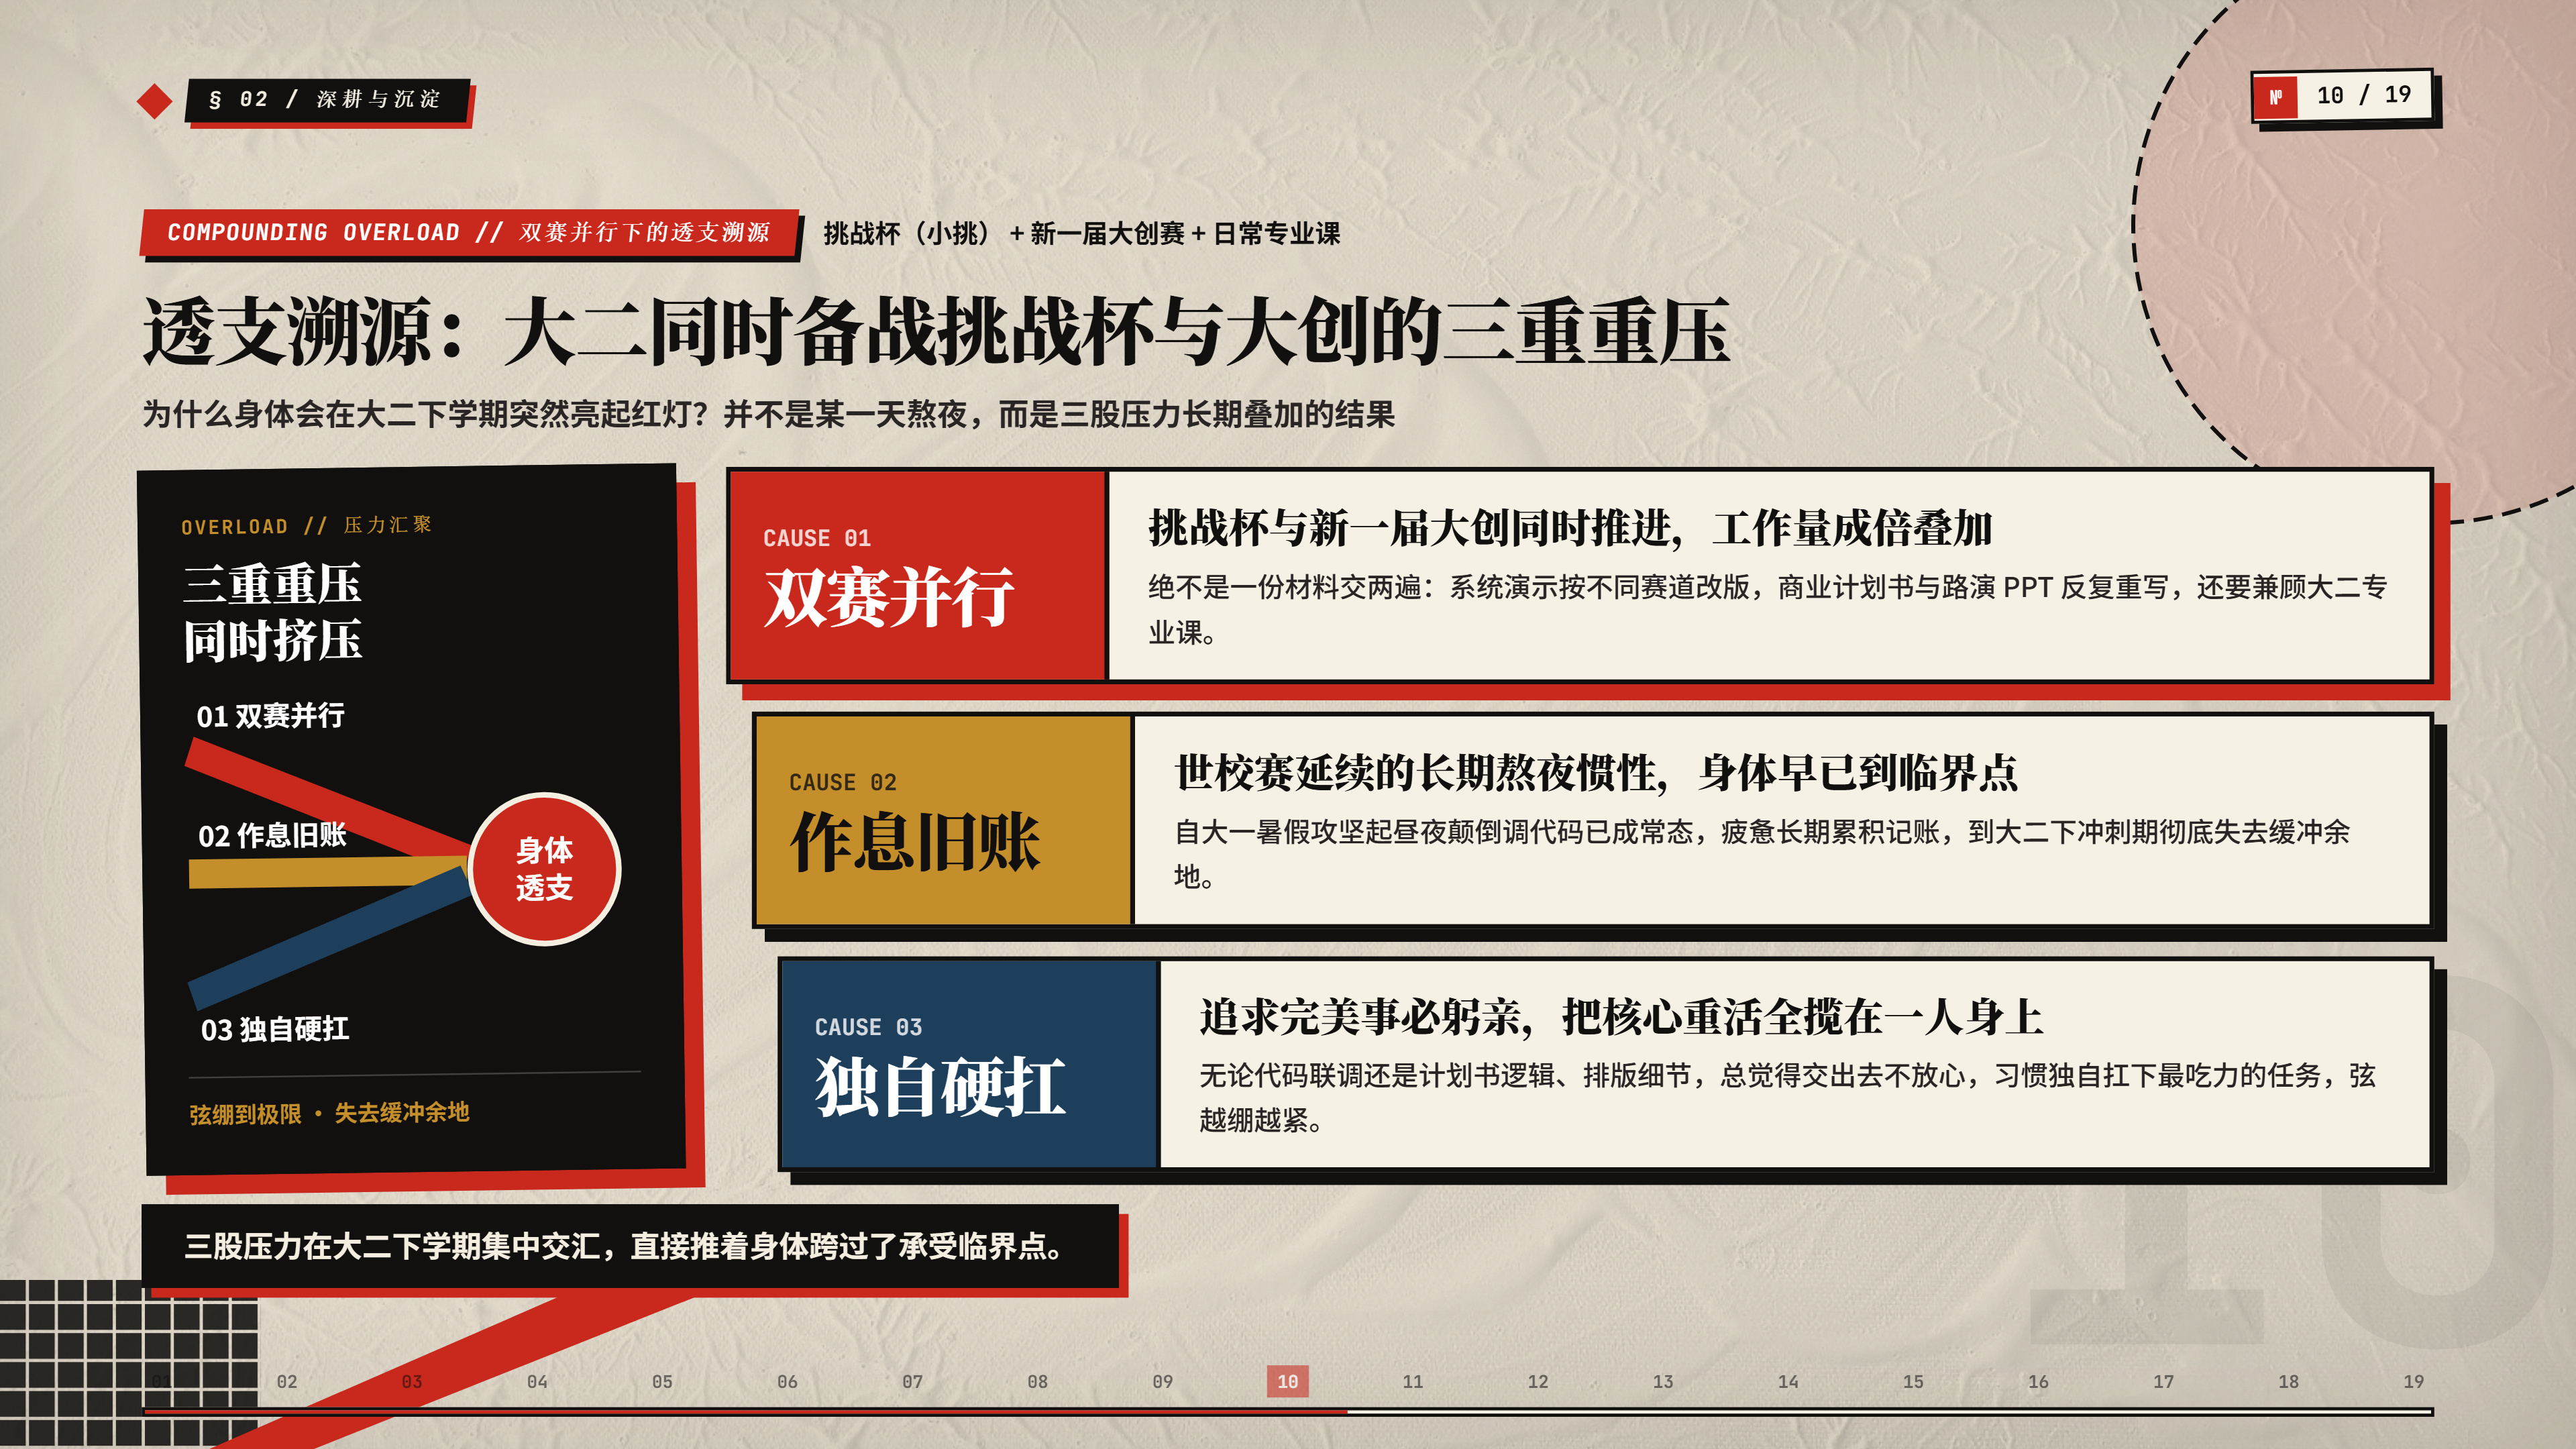 § 02 / 深耕与沉淀
№ 10 / 19
COMPOUNDING OVERLOAD // 双赛并行下的透支溯源
挑战杯（小挑）＋新一届大创赛＋日常专业课
透支溯源：大二同时备战挑战杯与大创的三重重压
为什么身体会在大二下学期突然亮起红灯？并不是某一天熬夜，而是三股压力长期叠加的结果
OVERLOAD // 压力汇聚
三重重压
同时挤压
01 双赛并行
02 作息旧账
03 独自硬扛
身体
透支
弦绷到极限 · 失去缓冲余地
CAUSE 01
双赛并行
挑战杯与新一届大创同时推进，工作量成倍叠加
绝不是一份材料交两遍：系统演示按不同赛道改版，商业计划书与路演 PPT 反复重写，还要兼顾大二专
业课。
CAUSE 02
作息旧账
世校赛延续的长期熬夜惯性，身体早已到临界点
自大一暑假攻坚起昼夜颠倒调代码已成常态，疲惫长期累积记账，到大二下冲刺期彻底失去缓冲余
地。
CAUSE 03
独自硬扛
追求完美事必躬亲，把核心重活全揽在一人身上
无论代码联调还是计划书逻辑、排版细节，总觉得交出去不放心，习惯独自扛下最吃力的任务，弦
越绷越紧。
三股压力在大二下学期集中交汇，直接推着身体跨过了承受临界点。
10
01 02 03 04 05 06 07 08 09 10 11 12 13 14 15 16 17 18 19